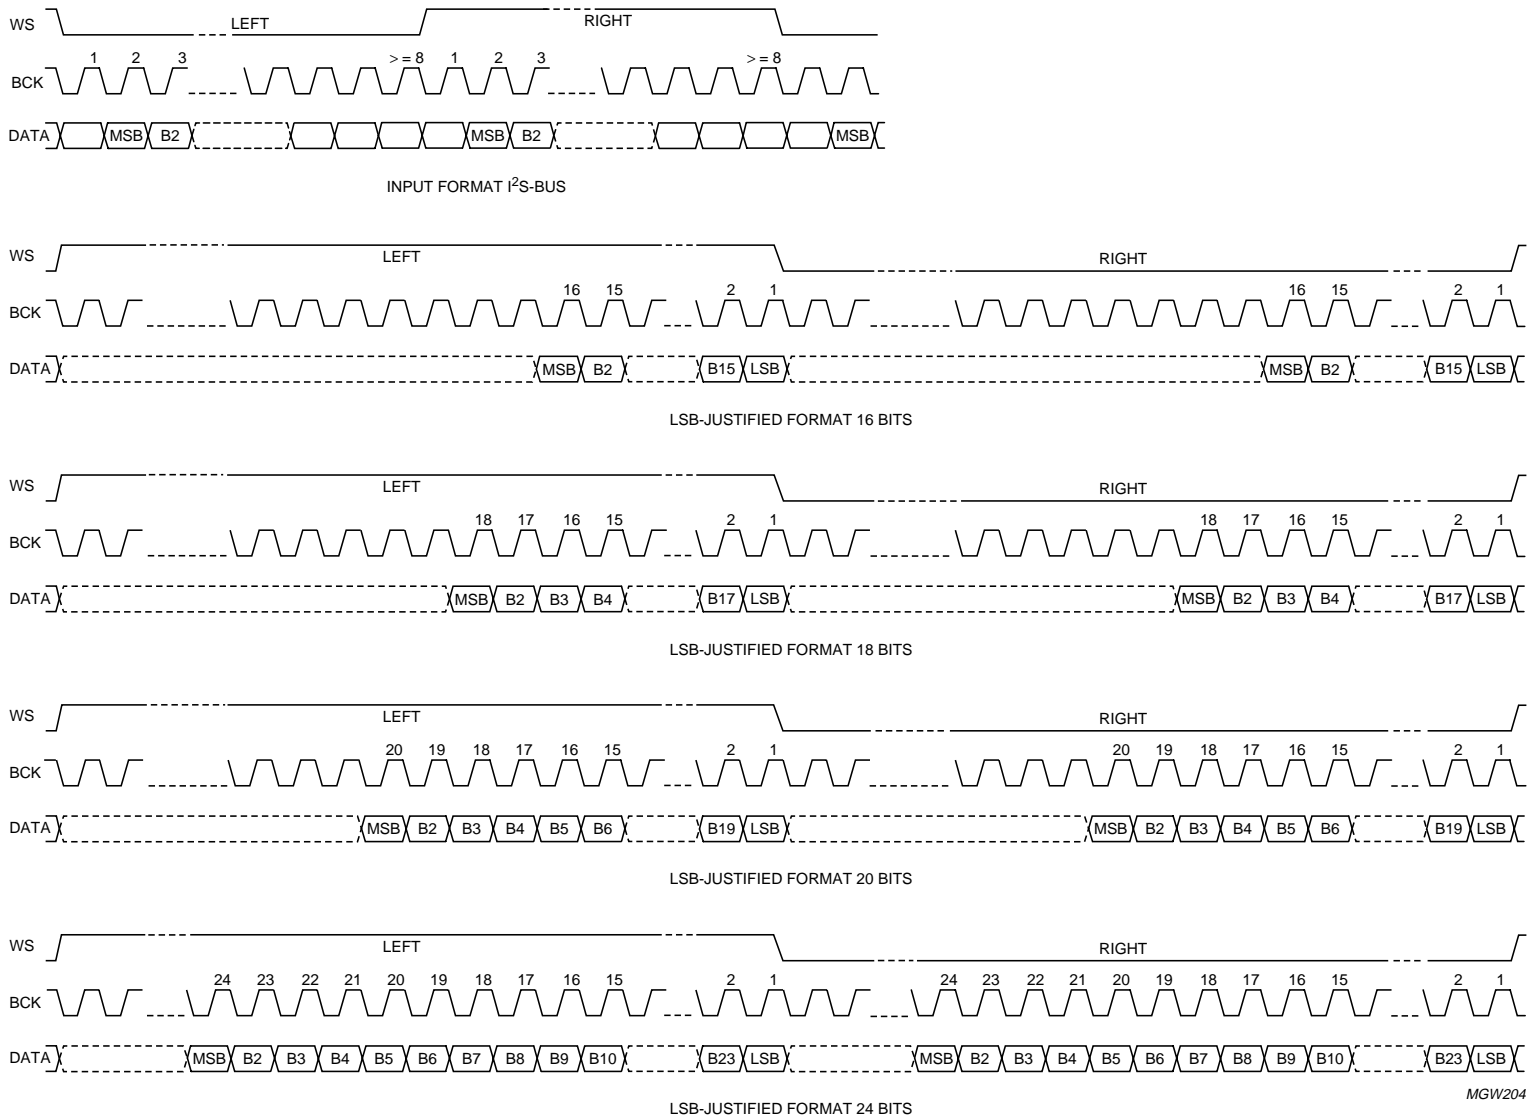 WS LEFT RIGHT
1 2 3 > = 8 1 2 3 > = 8
BCK
DATA MSB B2 MSB B2 MSB
INPUT FORMAT I2S-BUS
WS LEFT RIGHT
16 15 2 1 16 15 2 1
BCK
DATA MSB B2 B15 LSB MSB B2 B15 LSB
LSB-JUSTIFIED FORMAT 16 BITS
WS LEFT RIGHT
18 17 16 15 2 1 18 17 16 15 2 1
BCK
DATA MSB B2 B3 B4 B17 LSB MSB B2 B3 B4 B17 LSB
LSB-JUSTIFIED FORMAT 18 BITS
WS LEFT RIGHT
20 19 18 17 16 15 2 1 20 19 18 17 16 15 2 1
BCK
DATA MSB B2 B3 B4 B5 B6 B19 LSB MSB B2 B3 B4 B5 B6 B19 LSB
LSB-JUSTIFIED FORMAT 20 BITS
WS LEFT RIGHT
24 23 22 21 20 19 18 17 16 15 2 1 24 23 22 21 20 19 18 17 16 15 2 1
BCK
DATA MSB B2 B3 B4 B5 B6 B7 B8 B9 B10 B23 LSB MSB B2 B3 B4 B5 B6 B7 B8 B9 B10 B23 LSB
MGW204
LSB-JUSTIFIED FORMAT 24 BITS